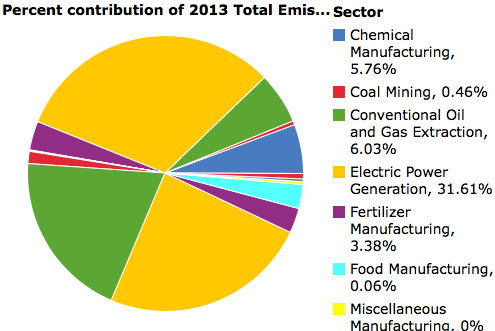 Percent contribution of 2013 Total Emis...
Sector
Chemical
Manufacturing,
5.76%
Coal Mining, 0.46%
Conventional Oil
and Gas Extraction,
6.03%
Electric Power
Generation, 31.61%
Fertilizer
Manufacturing,
3.38%
Food Manufacturing,
0.06%
Miscellaneous
Manufacturing, 0%